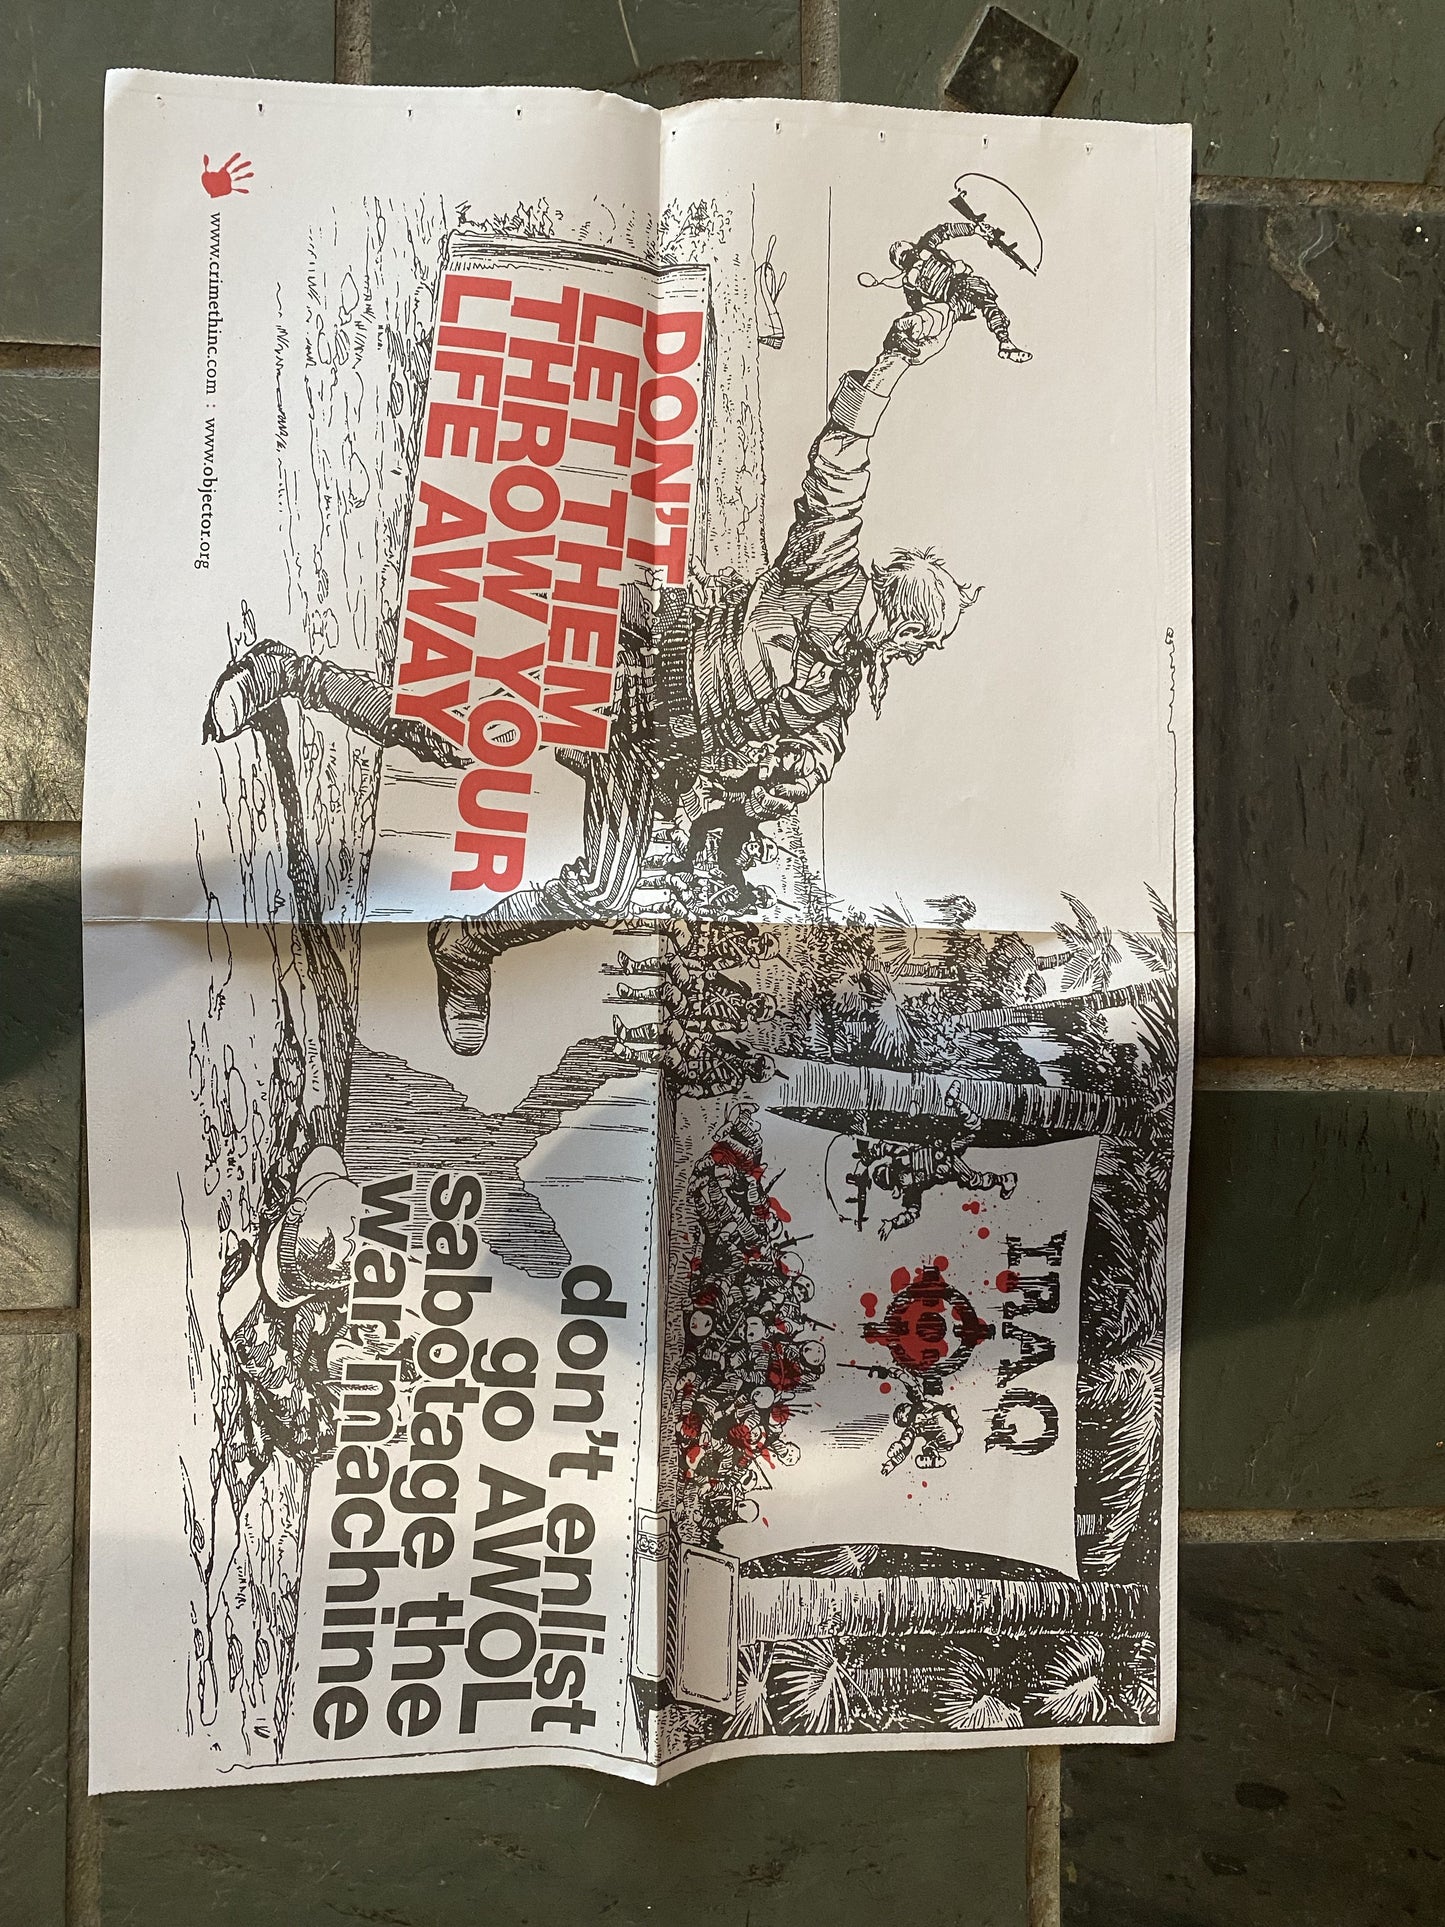 IRAQ
DON'T
LET THEM
THROW YOUR
LIFE AWAY
don't enlist
go AWOL
sabotage the
war machine
www.crimethinc.com : www.objector.org